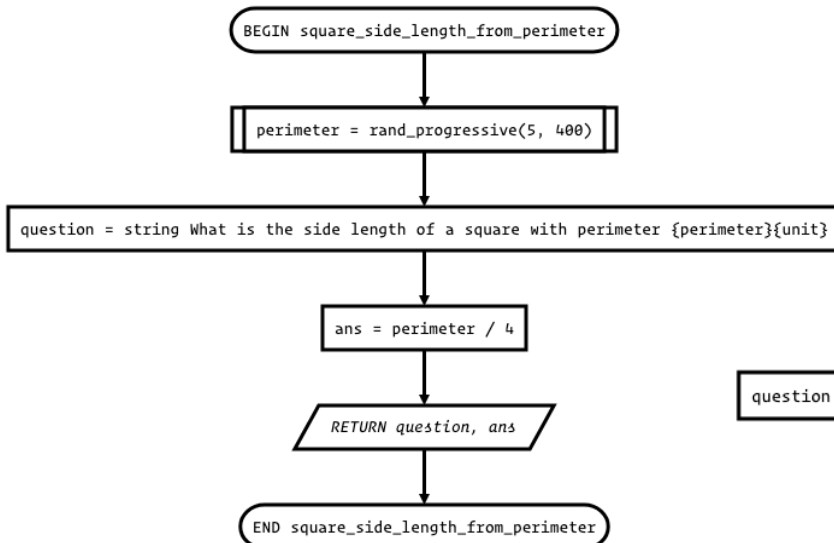 BEGIN square_side_length_from_perimeter
perimeter = rand_progressive(5, 400)
question = string What is the side length of a square with perimeter {perimeter}{unit}
ans = perimeter / 4
question
RETURN question, ans
END square_side_length_from_perimeter